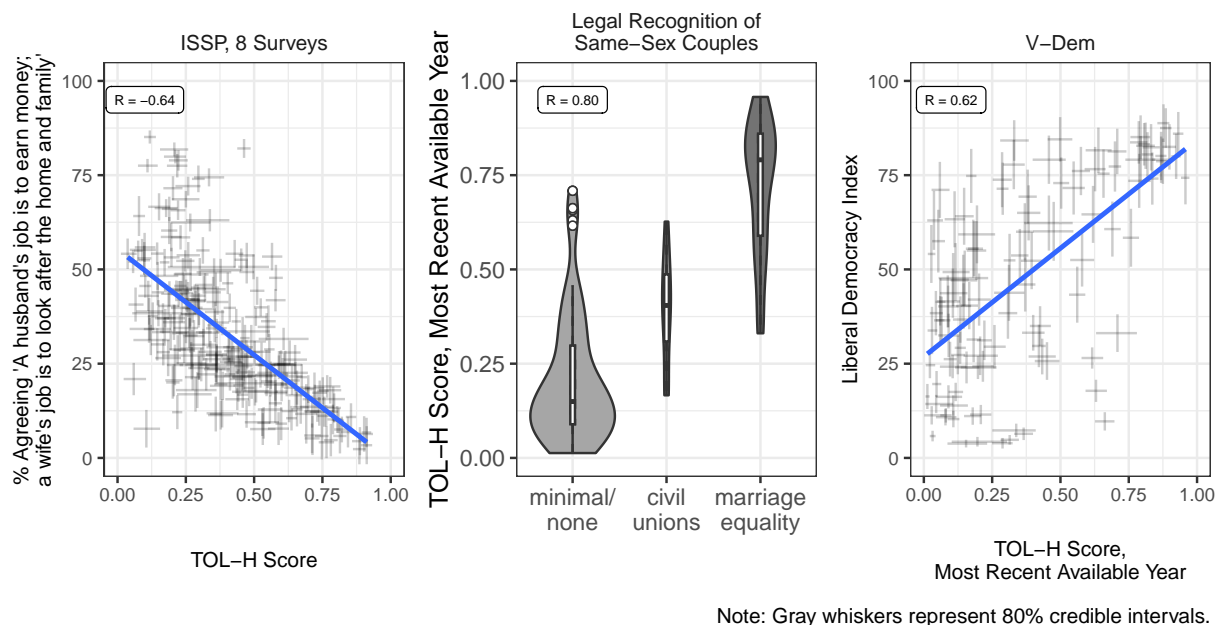 ISSP, 8 Surveys
% Agreeing 'A husband's job is to earn money;
a wife's job is to look after the home and family'
R = −0.64
100
75
50
25
0
0.00 0.25 0.50 0.75 1.00
TOL−H Score
Legal Recognition of
Same−Sex Couples
TOL−H Score, Most Recent Available Year
R = 0.80
1.00
0.75
0.50
0.25
0.00
minimal/
none
civil
unions
marriage
equality
V−Dem
Liberal Democracy Index
R = 0.62
100
75
50
25
0
0.00 0.25 0.50 0.75 1.00
TOL−H Score,
Most Recent Available Year
Note: Gray whiskers represent 80% credible intervals.